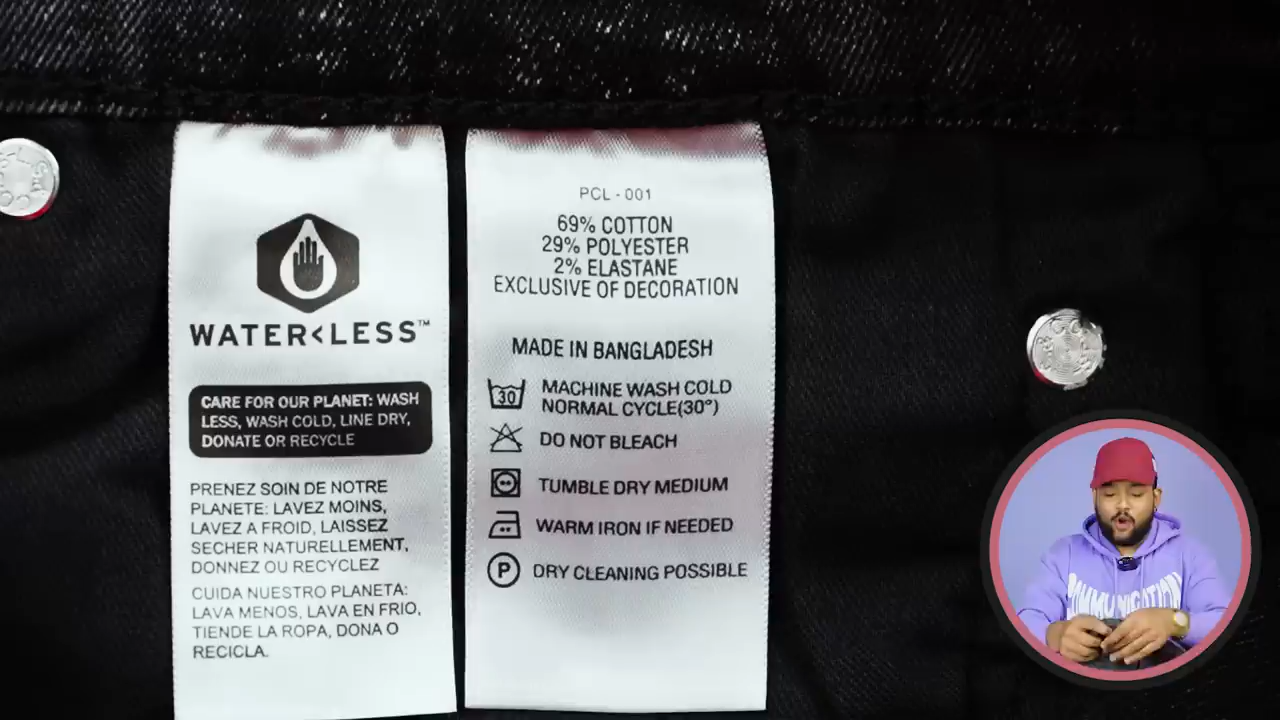 WATER<LESS™
CARE FOR OUR PLANET: WASH
LESS, WASH COLD, LINE DRY,
DONATE OR RECYCLE
PRENEZ SOIN DE NOTRE
PLANETE: LAVEZ MOINS,
LAVEZ A FROID, LAISSEZ
SECHER NATURELLEMENT,
DONNEZ OU RECYCLEZ
CUIDA NUESTRO PLANETA:
LAVA MENOS, LAVA EN FRIO,
TIENDE LA ROPA, DONA O
RECICLA.
PCL - 001
69% COTTON
29% POLYESTER
2% ELASTANE
EXCLUSIVE OF DECORATION
MADE IN BANGLADESH
30 MACHINE WASH COLD
NORMAL CYCLE(30°)
DO NOT BLEACH
TUMBLE DRY MEDIUM
WARM IRON IF NEEDED
P DRY CLEANING POSSIBLE